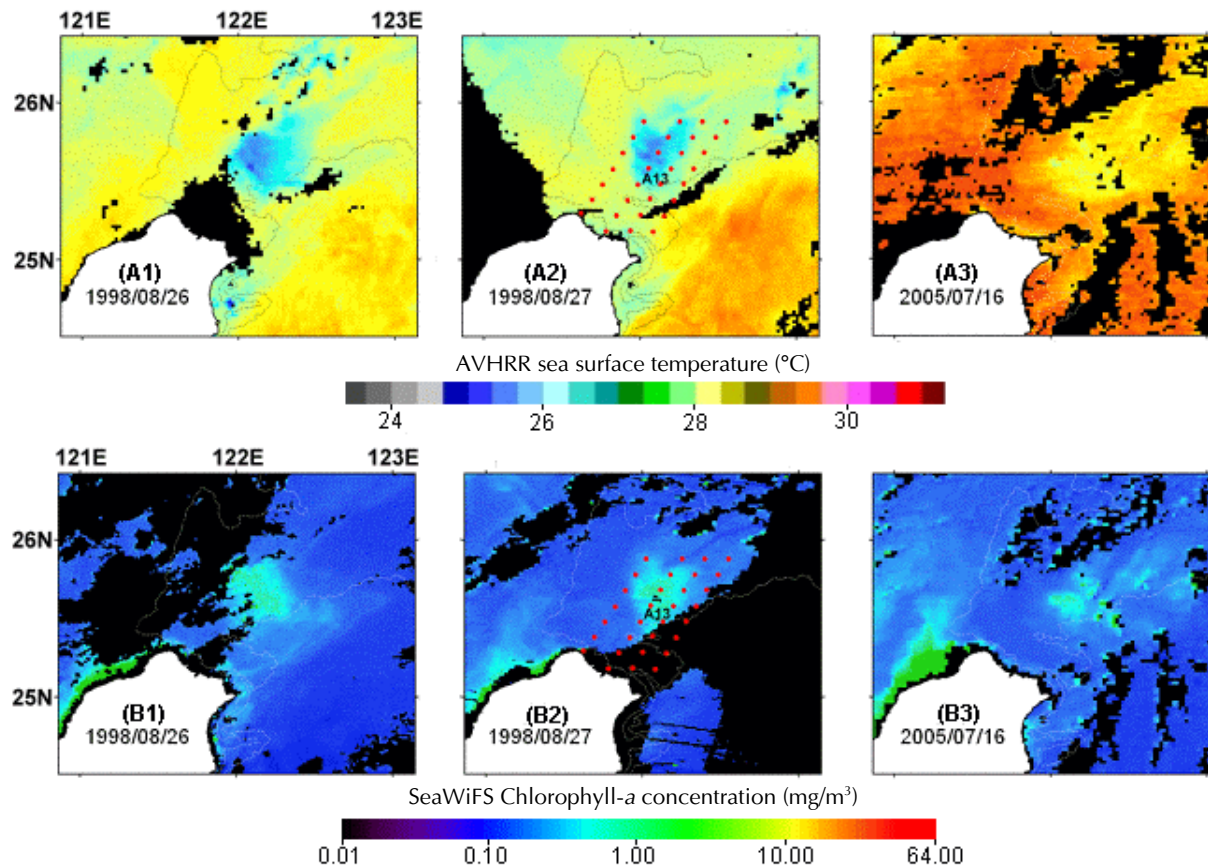 121E 122E 123E
26N
25N
(A1)
1998/08/26
A13
(A2)
1998/08/27
(A3)
2005/07/16
AVHRR sea surface temperature (°C)
24 26 28 30
121E 122E 123E
26N
25N
(B1)
1998/08/26
A13
(B2)
1998/08/27
(B3)
2005/07/16
SeaWiFS Chlorophyll-a concentration (mg/m³)
0.01 0.10 1.00 10.00 64.00